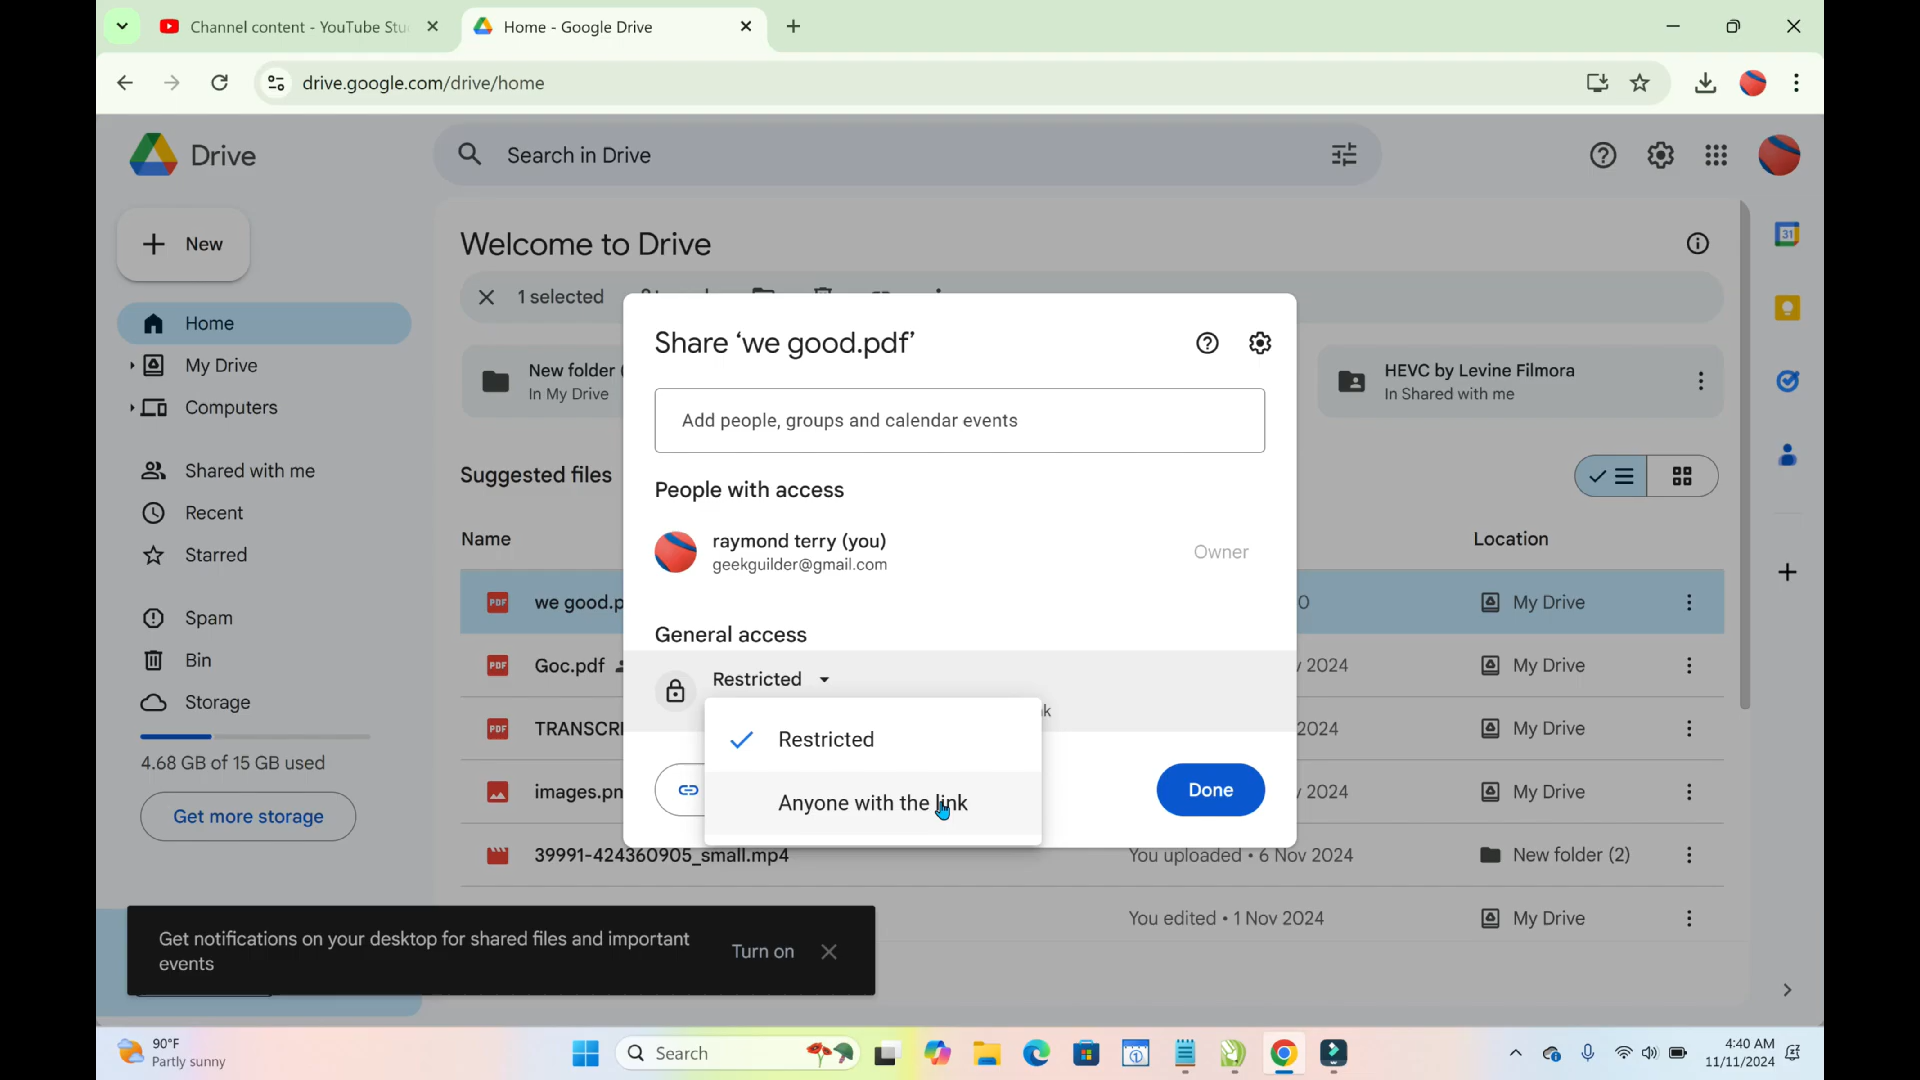 Channel content - YouTube Stu
Home - Google Drive
drive.google.com/drive/home
Drive
Search in Drive
New
Welcome to Drive
1 selected
Home
My Drive
Computers
Shared with me
Recent
Starred
Spam
Bin
Storage
4.68 GB of 15 GB used
Get more storage
New folder (
In My Drive
HEVC by Levine Filmora
In Shared with me
Suggested files
Name
Location
we good.p
My Drive
Goc.pdf
2024
My Drive
TRANSCRI
2024
My Drive
images.pn
2024
My Drive
39991-424360905_small.mp4
You uploaded • 6 Nov 2024
New folder (2)
You edited • 1 Nov 2024
My Drive
Share ‘we good.pdf’
Add people, groups and calendar events
People with access
raymond terry (you)
geekguilder@gmail.com
Owner
General access
Restricted
Restricted
Anyone with the link
Done
Get notifications on your desktop for shared files and important
events
Turn on
31
90°F
Partly sunny
Search
4:40 AM
11/11/2024